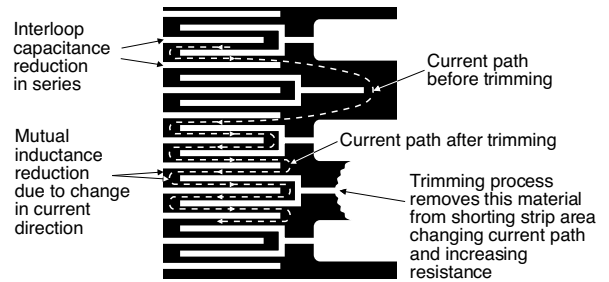 Interloop
capacitance
reduction
in series
Current path
before trimming
Mutual
inductance
reduction
due to change
in current
direction
Current path after trimming
Trimming process
removes this material
from shorting strip area
changing current path
and increasing
resistance